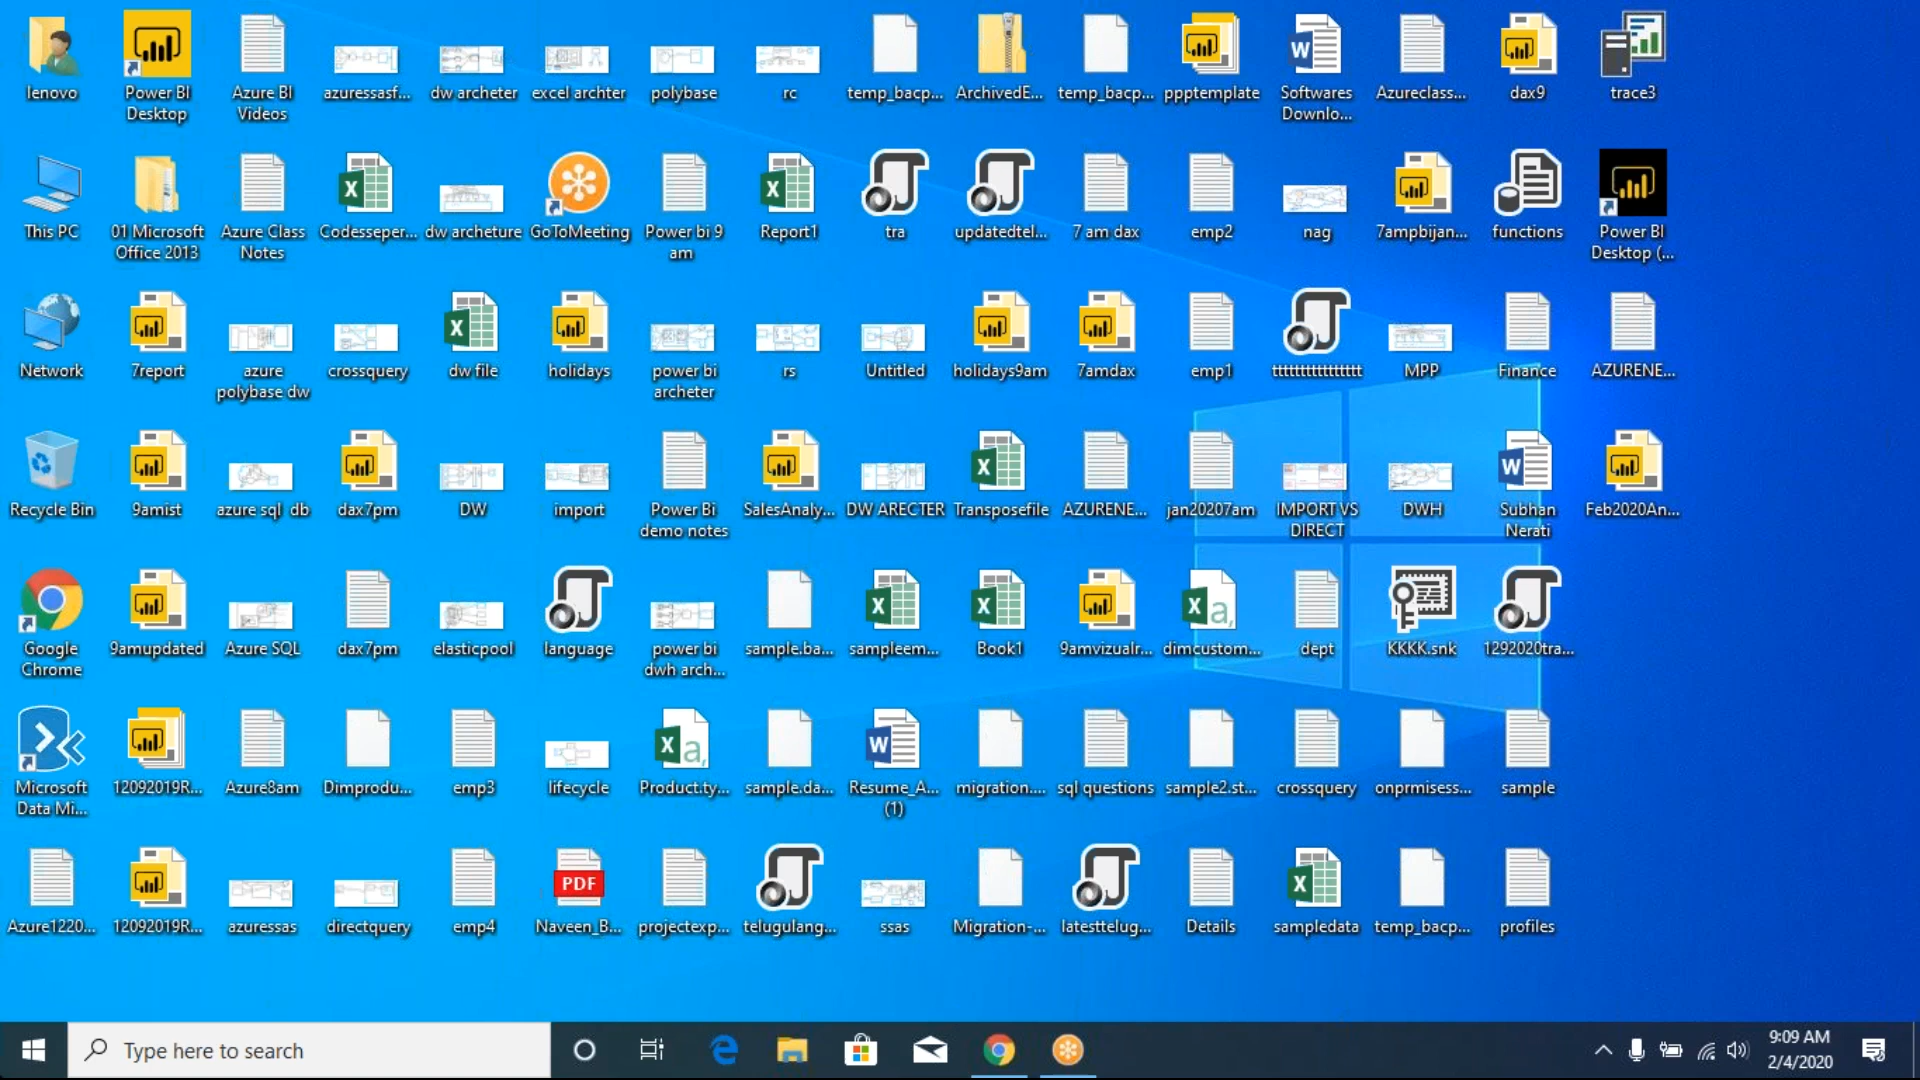 lenovo
Power BI
Desktop
Azure BI
Videos
azuressasf...
dw archeter
excel archter
polybase
rc
temp_bacp...
ArchivedE...
temp_bacp...
ppptemplate
Softwares
Downlo...
Azureclass...
dax9
trace3
This PC
01 Microsoft
Office 2013
Azure Class
Notes
Codesseper...
dw archeture
GoToMeeting
Power bi 9
am
Report1
tra
updatedtel...
7 am dax
emp2
nag
7ampbijan...
functions
Power BI
Desktop (...
Network
7report
azure
polybase dw
crossquery
dw file
holidays
power bi
archeter
rs
Untitled
holidays9am
7amdax
emp1
tttttttttttttttt
MPP
Finance
AZURENE...
Recycle Bin
9amist
azure sql db
dax7pm
DW
import
Power Bi
demo notes
SalesAnaly...
DW ARECTER
Transposefile
AZURENE...
jan20207am
IMPORT VS
DIRECT
DWH
Subhan
Nerati
Feb2020An...
Google
Chrome
9amupdated
Azure SQL
dax7pm
elasticpool
language
power bi
dwh arch...
sample.ba...
sampleem...
Book1
9amvizualr...
dimcustom...
dept
KKKK.snk
1292020tra...
Microsoft
Data Mi...
12092019R...
Azure8am
Dimprodu...
emp3
lifecycle
Product.ty...
sample.da...
Resume_A...
(1)
migration....
sql questions
sample2.st...
crossquery
onprmisess...
sample
Azure1220...
12092019R...
azuressas
directquery
emp4
PDF
Naveen_B...
projectexp...
telugulang...
ssas
Migration-...
latesttelug...
Details
sampledata
temp_bacp...
profiles
Type here to search
9:09 AM
2/4/2020